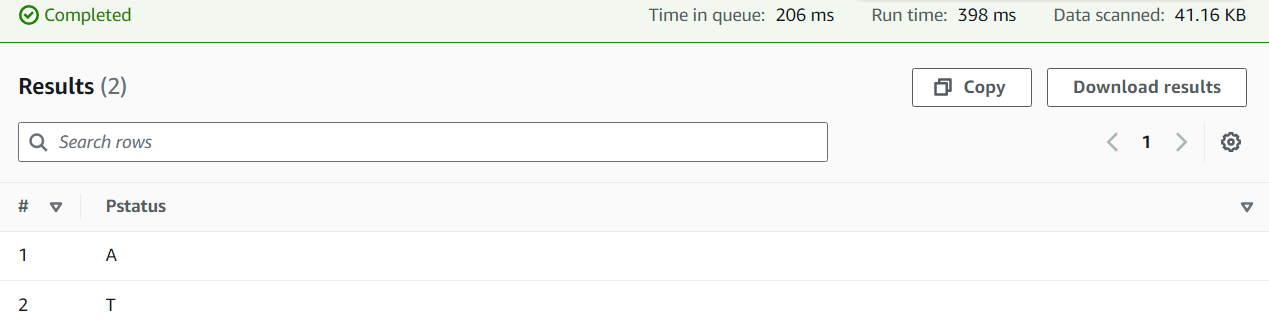 Completed Time in queue: 206 ms Run time: 398 ms Data scanned: 41.16 KB
Results (2) Copy Download results
Search rows 1
# Pstatus
1 A
2 T